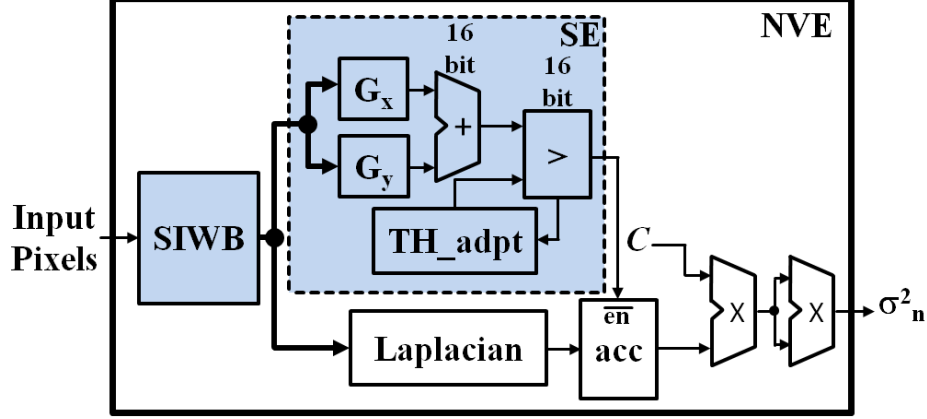 NVE
SE
16
bit
16
bit
Gx
+
Gy
>
Input
Pixels
SIWB
TH_adpt
C
en
acc
Laplacian
X
X
σ²n